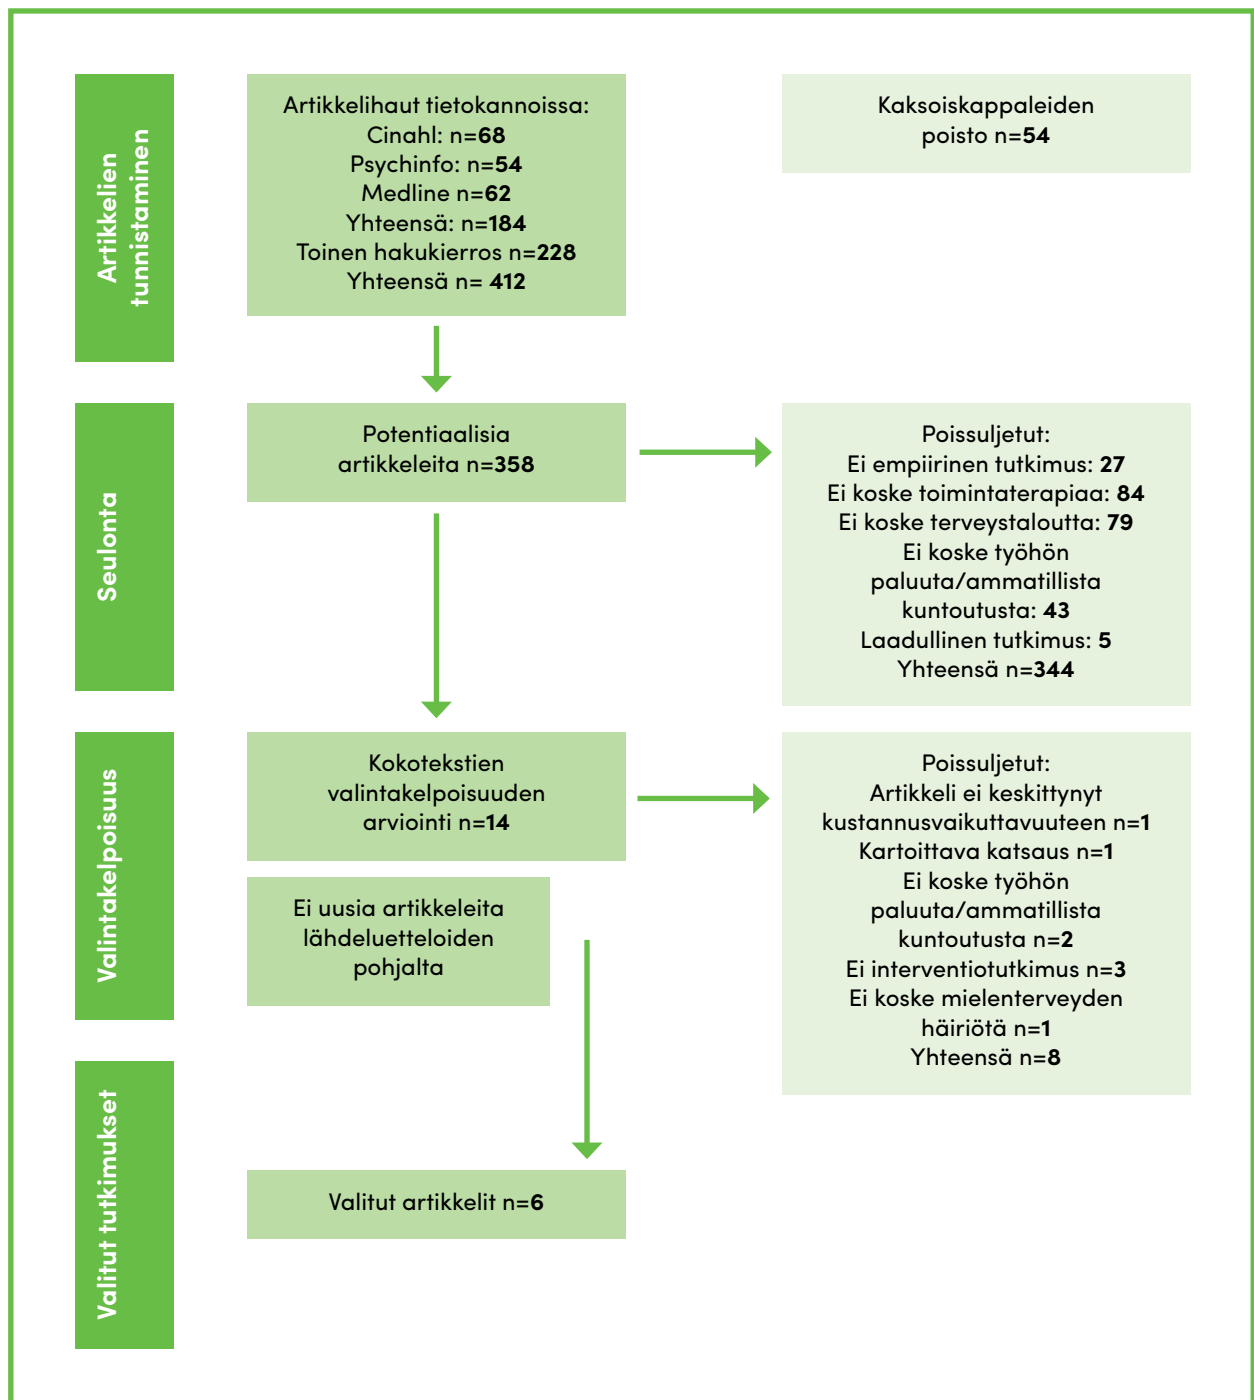 Artikkelien
tunnistaminen
Artikkelihaut tietokannoissa:
Cinahl: n=68
Psychinfo: n=54
Medline n=62
Yhteensä: n=184
Toinen hakukierros n=228
Yhteensä n= 412
Kaksoiskappaleiden
poisto n=54
Seulonta
Potentiaalisia
artikkeleita n=358
Poissuljetut:
Ei empiirinen tutkimus: 27
Ei koske toimintaterapiaa: 84
Ei koske terveystaloutta: 79
Ei koske työhön
paluuta/ammatillista
kuntoutusta: 43
Laadullinen tutkimus: 5
Yhteensä n=344
Valintakelpoisuus
Kokotekstien
valintakelpoisuuden
arviointi n=14
Ei uusia artikkeleita
lähdeluetteloiden
pohjalta
Poissuljetut:
Artikkeli ei keskittynyt
kustannusvaikuttavuuteen n=1
Kartoittava katsaus n=1
Ei koske työhön
paluuta/ammatillista
kuntoutusta n=2
Ei interventiotutkimus n=3
Ei koske mielenterveyden
häiriötä n=1
Yhteensä n=8
Valitut tutkimukset
Valitut artikkelit n=6